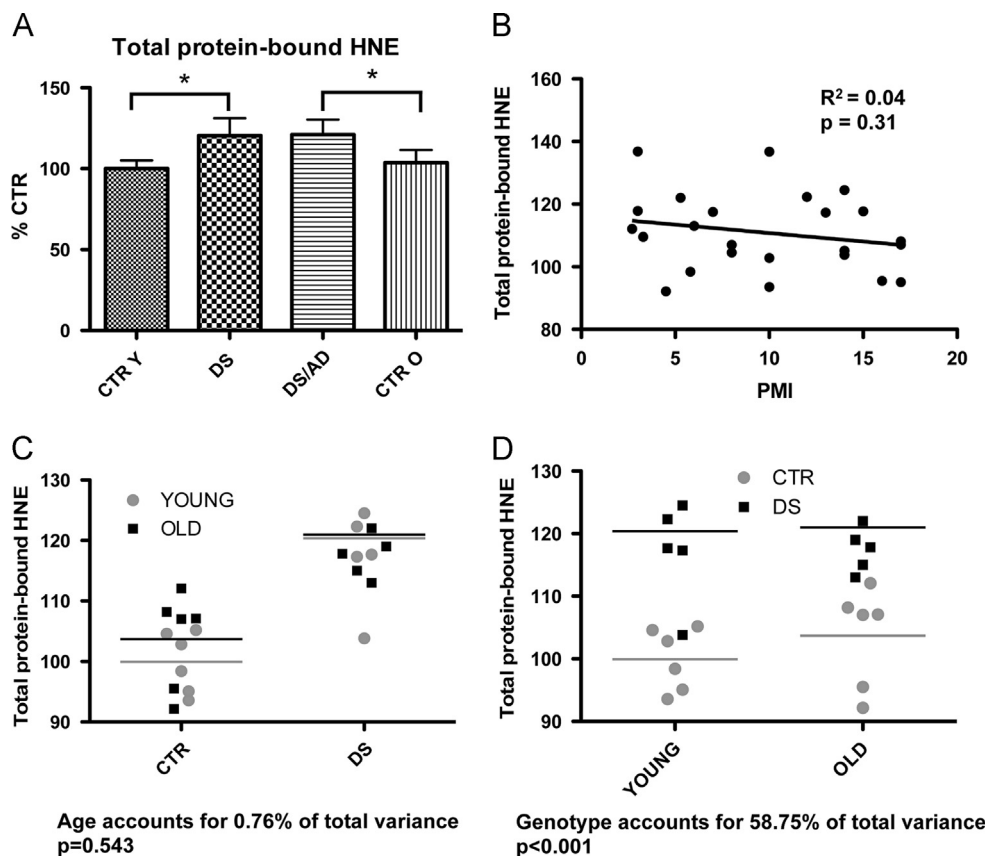 A
Total protein-bound HNE
% CTR
150
100
50
0
*
*
CTR Y
DS
DS/AD
CTR O
B
Total protein-bound HNE
160
140
120
100
80
R² = 0.04
p = 0.31
0
5
10
15
20
PMI
C
Total protein-bound HNE
130
120
110
100
90
YOUNG
OLD
CTR
DS
Age accounts for 0.76% of total variance
p=0.543
D
Total protein-bound HNE
130
120
110
100
90
CTR
DS
YOUNG
OLD
Genotype accounts for 58.75% of total variance
p<0.001